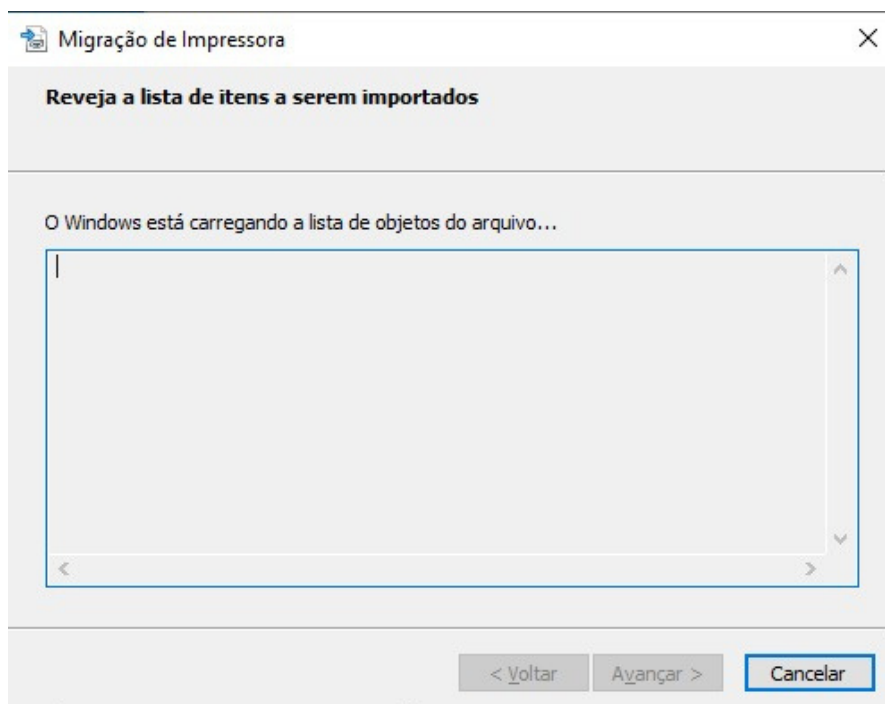 Migração de Impressora
Reveja a lista de itens a serem importados
O Windows está carregando a lista de objetos do arquivo...
< Voltar
Avançar >
Cancelar